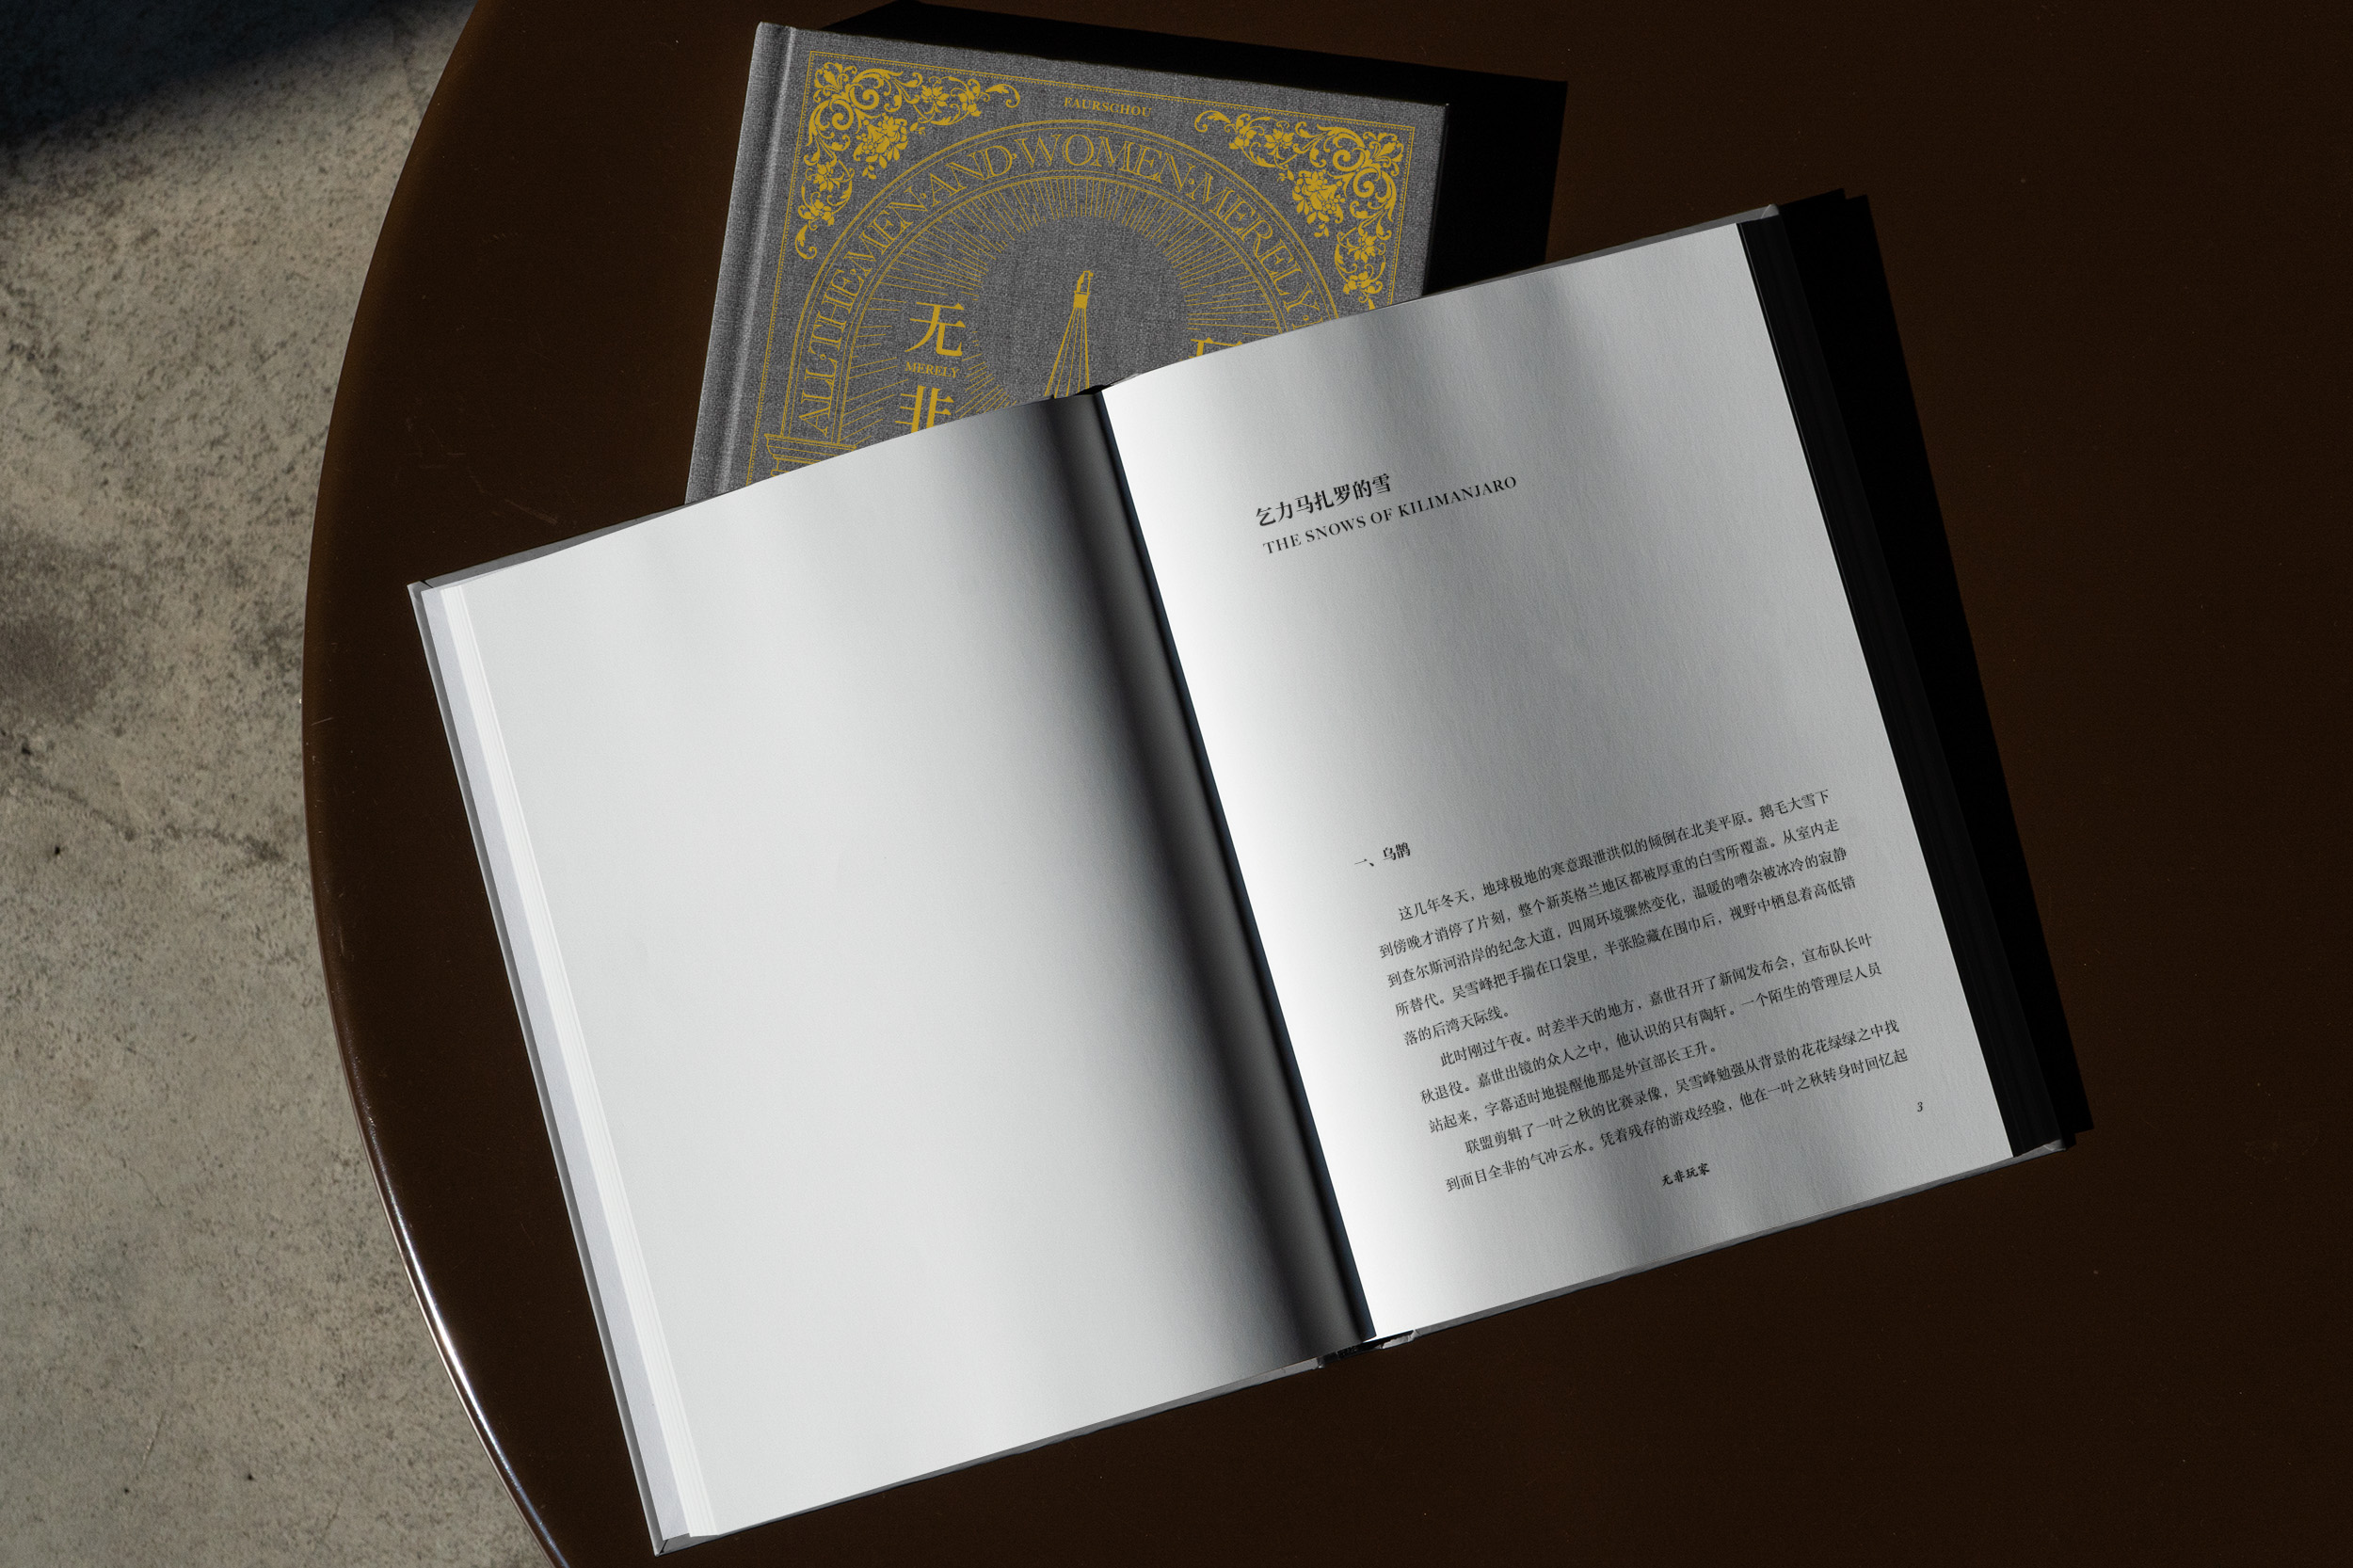 FAURSCHOU
ALL·THE·MEN·AND·WOMEN·MERELY·
无
MERELY
非
乞力马扎罗的雪
THE SNOWS OF KILIMANJARO
一、乌鹊
这几年冬天，地球极地的寒意跟泄洪似的倾倒在北美平原。鹅毛大雪下
到傍晚才消停了片刻，整个新英格兰地区都被厚重的白雪所覆盖。从室内走
到查尔斯河沿岸的纪念大道，四周环境骤然变化，温暖的嘈杂被冰冷的寂静
所替代。吴雪峰把手揣在口袋里，半张脸藏在围巾后，视野中栖息着高低错
落的后湾天际线。
此时刚过午夜。时差半天的地方，嘉世召开了新闻发布会，宣布队长叶
秋退役。嘉世出镜的众人之中，他认识的只有陶轩。一个陌生的管理层人员
站起来，字幕适时地提醒他那是外宣部长王升。
联盟剪辑了一叶之秋的比赛录像，吴雪峰勉强从背景的花花绿绿之中找
到面目全非的气冲云水。凭着残存的游戏经验，他在一叶之秋转身时回忆起
无非玩家
3